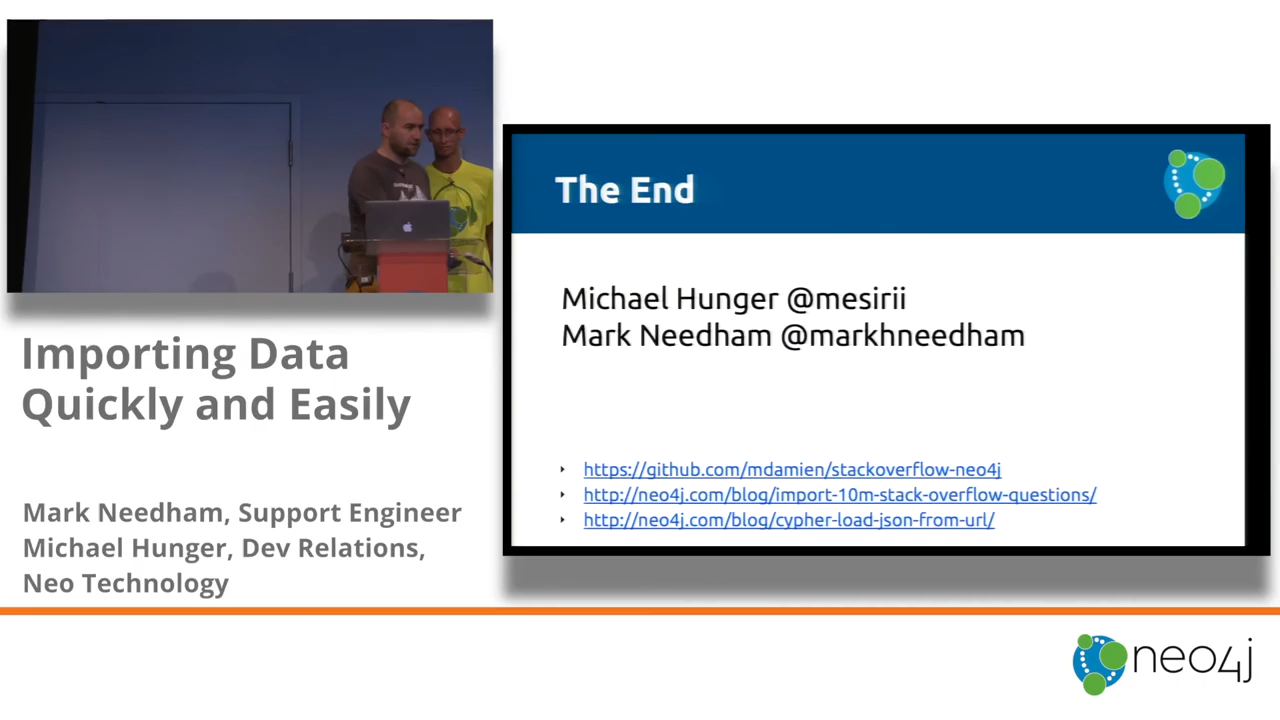 Importing Data
Quickly and Easily
Mark Needham, Support Engineer
Michael Hunger, Dev Relations,
Neo Technology
The End
Michael Hunger @mesirii
Mark Needham @markhneedham
https://github.com/mdamien/stackoverflow-neo4j
http://neo4j.com/blog/import-10m-stack-overflow-questions/
http://neo4j.com/blog/cypher-load-json-from-url/
neo4j